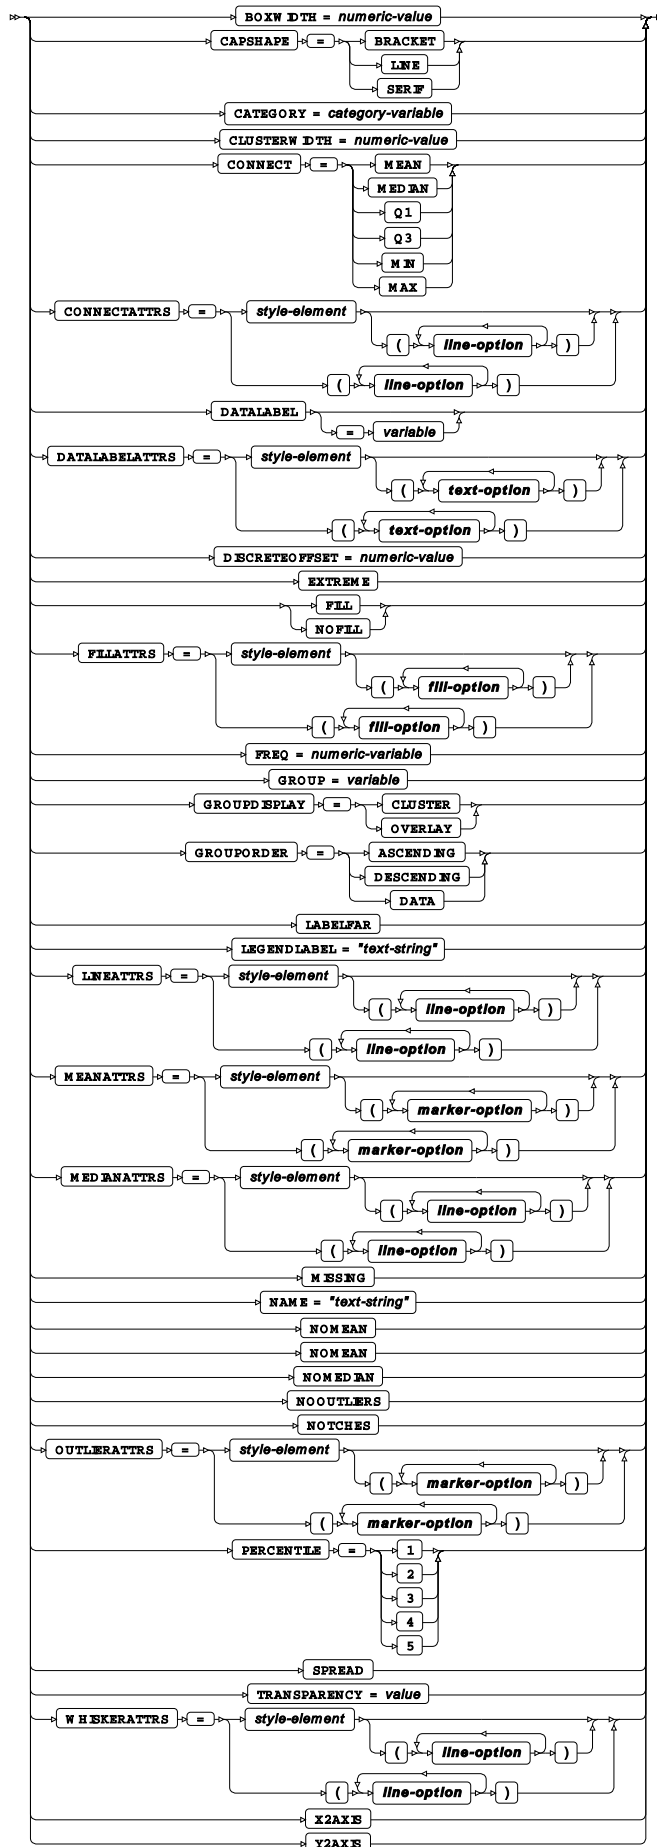 BOXWIDTH = numeric-value
CAPSHAPE = BRACKET
LINE
SERIF
CATEGORY = category-variable
CLUSTERWIDTH = numeric-value
CONNECT = MEAN
MEDIAN
Q1
Q3
MIN
MAX
CONNECTATTRS = style-element
( line-option )
( line-option )
DATALABEL
= variable
DATALABELATTRS = style-element
( text-option )
( text-option )
DISCRETEOFFSET = numeric-value
EXTREME
FILL
NOFILL
FILLATTRS = style-element
( fill-option )
( fill-option )
FREQ = numeric-variable
GROUP = variable
GROUPDISPLAY = CLUSTER
OVERLAY
GROUPORDER = ASCENDING
DESCENDING
DATA
LABELFAR
LEGENDLABEL = "text-string"
LINEATTRS = style-element
( line-option )
( line-option )
MEANATTRS = style-element
( marker-option )
( marker-option )
MEDIANATTRS = style-element
( line-option )
( line-option )
MISSING
NAME = "text-string"
NOMEAN
NOMEAN
NOMEDIAN
NOOUTLIERS
NOTCHES
OUTLIERATTRS = style-element
( marker-option )
( marker-option )
PERCENTILE = 1
2
3
4
5
SPREAD
TRANSPARENCY = value
WHISKERATTRS = style-element
( line-option )
( line-option )
X2AXIS
Y2AXIS